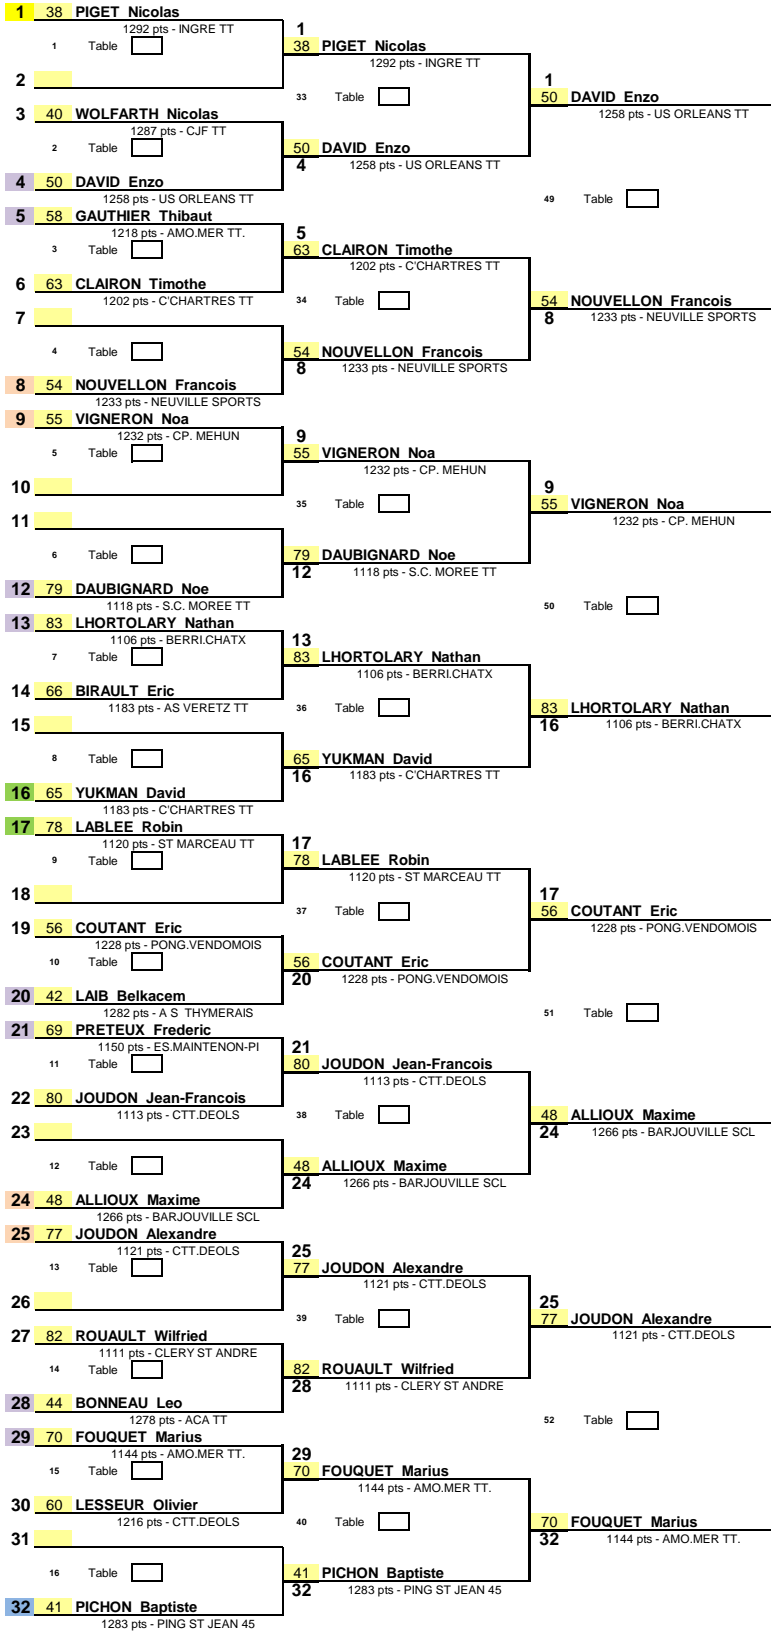 1 38 PIGET Nicolas
1292 pts - INGRE TT
1 Table
2
3 40 WOLFARTH Nicolas
1287 pts - CJF TT
2 Table
4 50 DAVID Enzo
1258 pts - US ORLEANS TT
5 58 GAUTHIER Thibaut
1218 pts - AMO.MER TT.
3 Table
6 63 CLAIRON Timothe
1202 pts - C'CHARTRES TT
7
4 Table
8 54 NOUVELLON Francois
1233 pts - NEUVILLE SPORTS
9 55 VIGNERON Noa
1232 pts - CP. MEHUN
5 Table
10
11
6 Table
12 79 DAUBIGNARD Noe
1118 pts - S.C. MOREE TT
13 83 LHORTOLARY Nathan
1106 pts - BERRI.CHATX
7 Table
14 66 BIRAULT Eric
1183 pts - AS VERETZ TT
15
8 Table
16 65 YUKMAN David
1183 pts - C'CHARTRES TT
17 78 LABLEE Robin
1120 pts - ST MARCEAU TT
9 Table
18
19 56 COUTANT Eric
1228 pts - PONG.VENDOMOIS
10 Table
20 42 LAIB Belkacem
1282 pts - A S THYMERAIS
21 69 PRETEUX Frederic
1150 pts - ES.MAINTENON-PI
11 Table
22 80 JOUDON Jean-Francois
1113 pts - CTT.DEOLS
23
12 Table
24 48 ALLIOUX Maxime
1266 pts - BARJOUVILLE SCL
25 77 JOUDON Alexandre
1121 pts - CTT.DEOLS
13 Table
26
27 82 ROUAULT Wilfried
1111 pts - CLERY ST ANDRE
14 Table
28 44 BONNEAU Leo
1278 pts - ACA TT
29 70 FOUQUET Marius
1144 pts - AMO.MER TT.
15 Table
30 60 LESSEUR Olivier
1216 pts - CTT.DEOLS
31
16 Table
32 41 PICHON Baptiste
1283 pts - PING ST JEAN 45
1
38 PIGET Nicolas
1292 pts - INGRE TT
33 Table
50 DAVID Enzo
4 1258 pts - US ORLEANS TT
5
63 CLAIRON Timothe
1202 pts - C'CHARTRES TT
34 Table
54 NOUVELLON Francois
8 1233 pts - NEUVILLE SPORTS
9
55 VIGNERON Noa
1232 pts - CP. MEHUN
35 Table
79 DAUBIGNARD Noe
12 1118 pts - S.C. MOREE TT
13
83 LHORTOLARY Nathan
1106 pts - BERRI.CHATX
36 Table
65 YUKMAN David
16 1183 pts - C'CHARTRES TT
17
78 LABLEE Robin
1120 pts - ST MARCEAU TT
37 Table
56 COUTANT Eric
20 1228 pts - PONG.VENDOMOIS
21
80 JOUDON Jean-Francois
1113 pts - CTT.DEOLS
38 Table
48 ALLIOUX Maxime
24 1266 pts - BARJOUVILLE SCL
25
77 JOUDON Alexandre
1121 pts - CTT.DEOLS
39 Table
82 ROUAULT Wilfried
28 1111 pts - CLERY ST ANDRE
29
70 FOUQUET Marius
1144 pts - AMO.MER TT.
40 Table
41 PICHON Baptiste
32 1283 pts - PING ST JEAN 45
1
50 DAVID Enzo
1258 pts - US ORLEANS TT
49 Table
54 NOUVELLON Francois
8 1233 pts - NEUVILLE SPORTS
9
55 VIGNERON Noa
1232 pts - CP. MEHUN
50 Table
83 LHORTOLARY Nathan
16 1106 pts - BERRI.CHATX
17
56 COUTANT Eric
1228 pts - PONG.VENDOMOIS
51 Table
48 ALLIOUX Maxime
24 1266 pts - BARJOUVILLE SCL
25
77 JOUDON Alexandre
1121 pts - CTT.DEOLS
52 Table
70 FOUQUET Marius
32 1144 pts - AMO.MER TT.